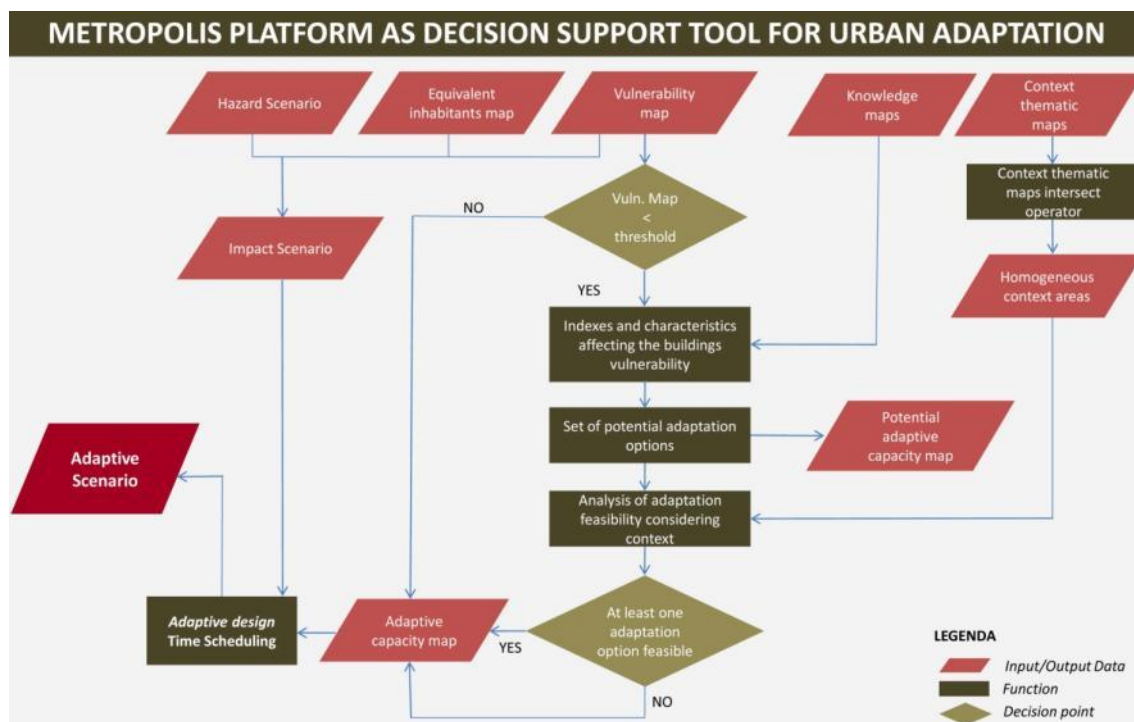 METROPOLIS PLATFORM AS DECISION SUPPORT TOOL FOR URBAN ADAPTATION
Hazard Scenario
Equivalent
inhabitants map
Vulnerability
map
Knowledge
maps
Context
thematic
maps
Context thematic
maps intersect
operator
NO
Vuln. Map
<
threshold
Impact Scenario
Homogeneous
context areas
YES
Indexes and characteristics
affecting the buildings
vulnerability
Set of potential adaptation
options
Potential
adaptive
capacity map
Adaptive
Scenario
Analysis of adaptation
feasibility considering
context
Adaptive design
Time Scheduling
Adaptive
capacity map
YES
At least one
adaptation
option feasible
NO
LEGENDA
Input/Output Data
Function
Decision point